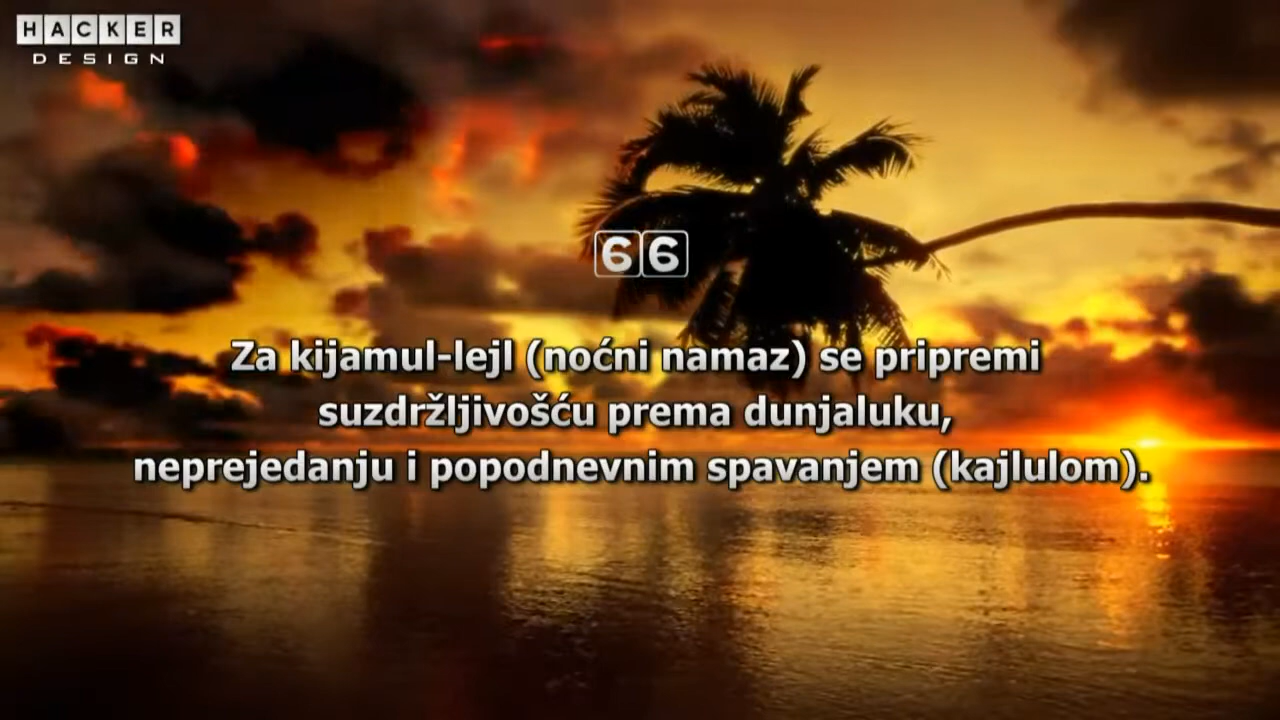 HACKER
DESIGN
66
Za kijamul-lejl (noćni namaz) se pripremi
suzdržljivošću prema dunjaluku,
neprejedanju i popodnevnim spavanjem (kajlulom).